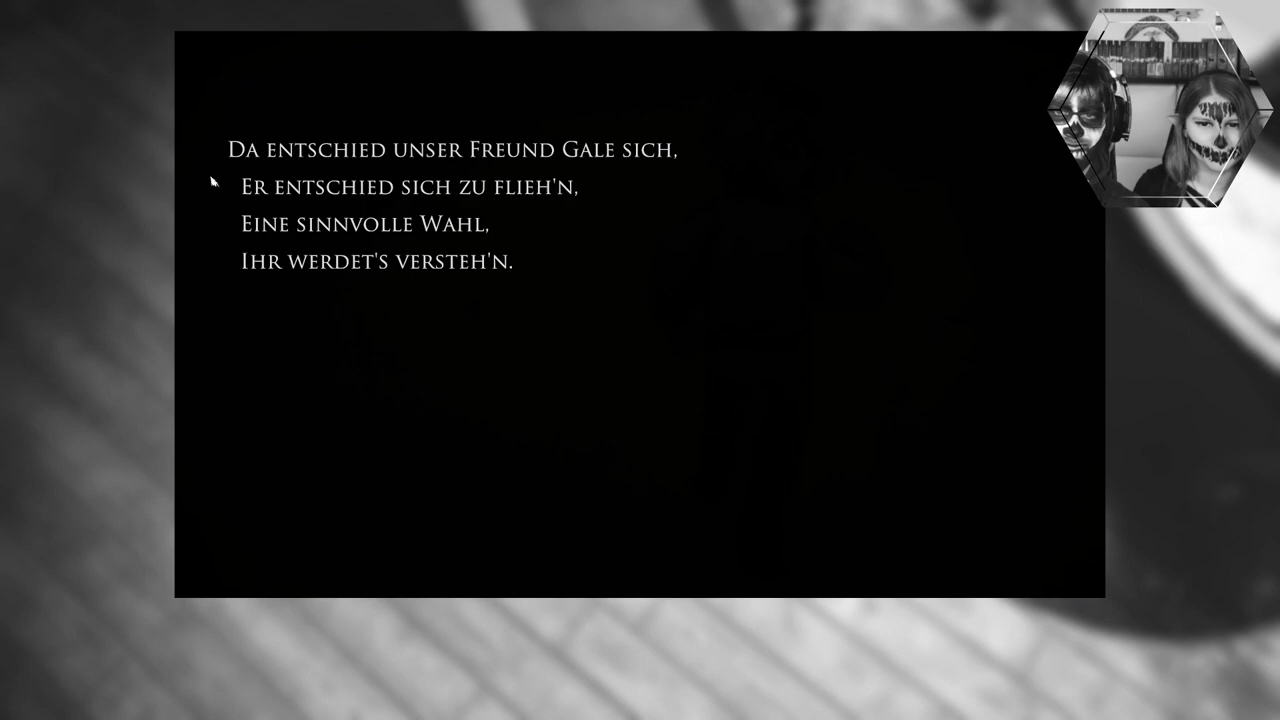 Da entschied unser Freund Gale sich,
Er entschied sich zu flieh'n,
Eine sinnvolle Wahl,
Ihr werdet's versteh'n.